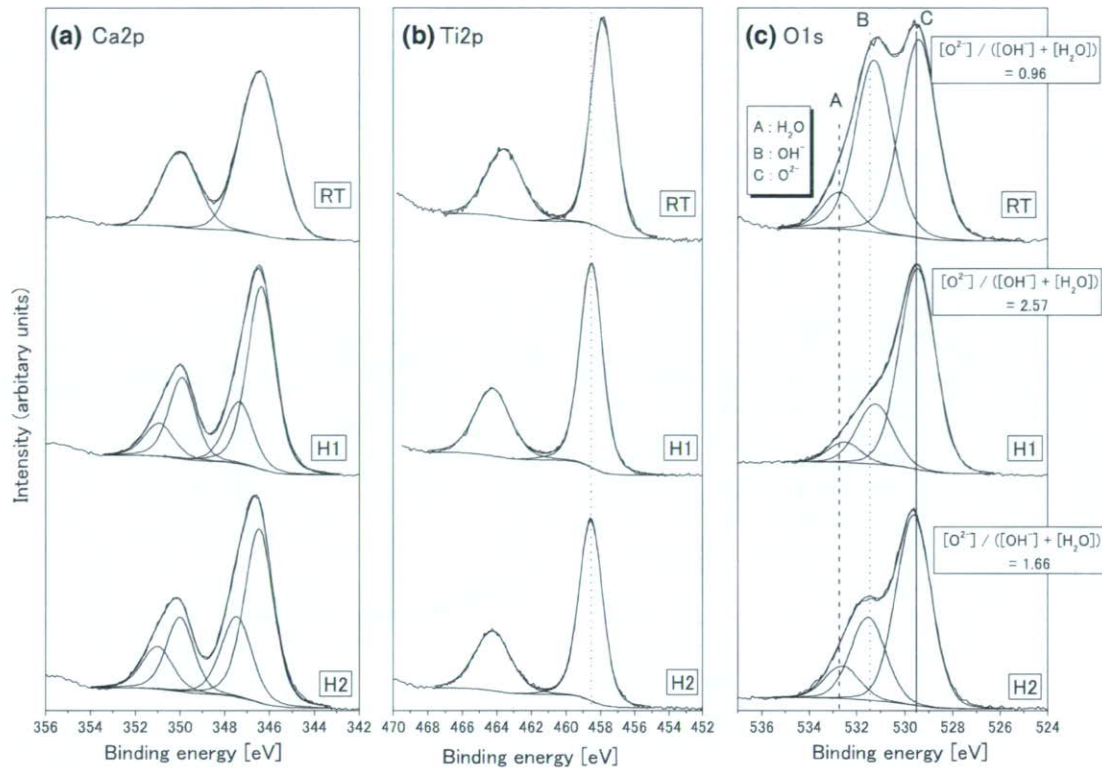 (a) Ca2p
(b) Ti2p
(c) O1s
B
C
[O²⁻] / ([OH⁻] + [H₂O])
= 0.96
A
A : H₂O
B : OH⁻
C : O²⁻
RT
RT
RT
[O²⁻] / ([OH⁻] + [H₂O])
= 2.57
H1
H1
H1
[O²⁻] / ([OH⁻] + [H₂O])
= 1.66
H2
H2
H2
Intensity (arbitary units)
356 354 352 350 348 346 344 342
470 468 466 464 462 460 458 456 454 452
536 534 532 530 528 526 524
Binding energy [eV]
Binding energy [eV]
Binding energy [eV]